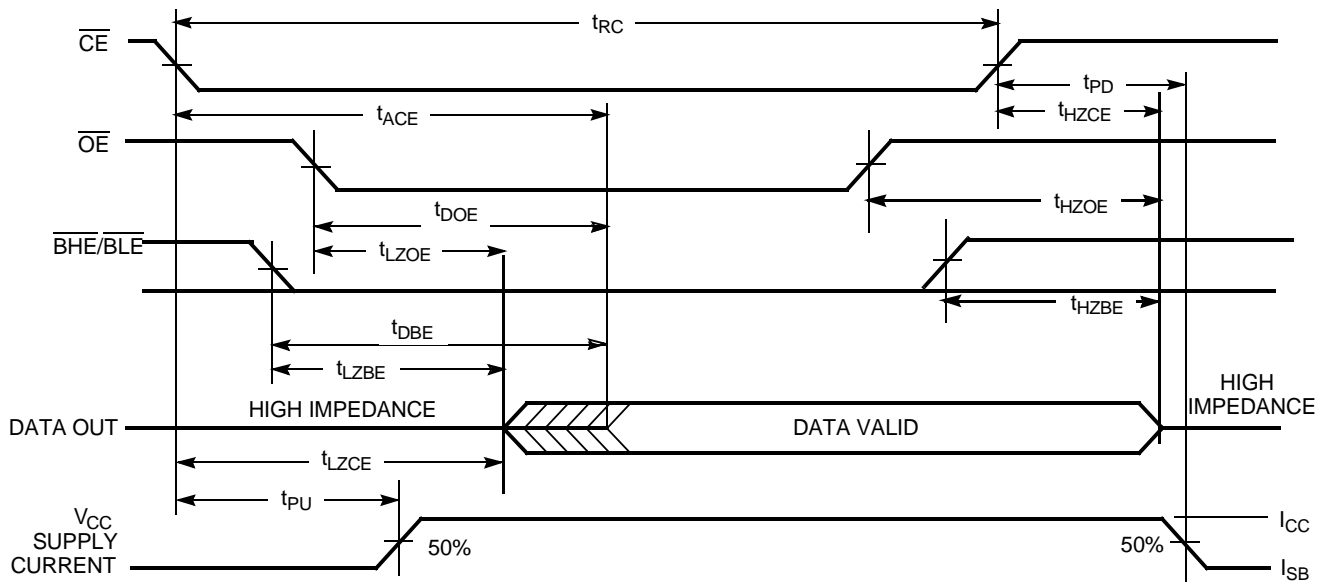 tRC
CE
tPD
tACE
tHZCE
OE
tDOE
tHZOE
BHE/BLE
tLZOE
tHZBE
tDBE
tLZBE
HIGH IMPEDANCE
HIGH
IMPEDANCE
DATA OUT
DATA VALID
tLZCE
tPU
VCC
SUPPLY
CURRENT
50%
50%
ICC
ISB